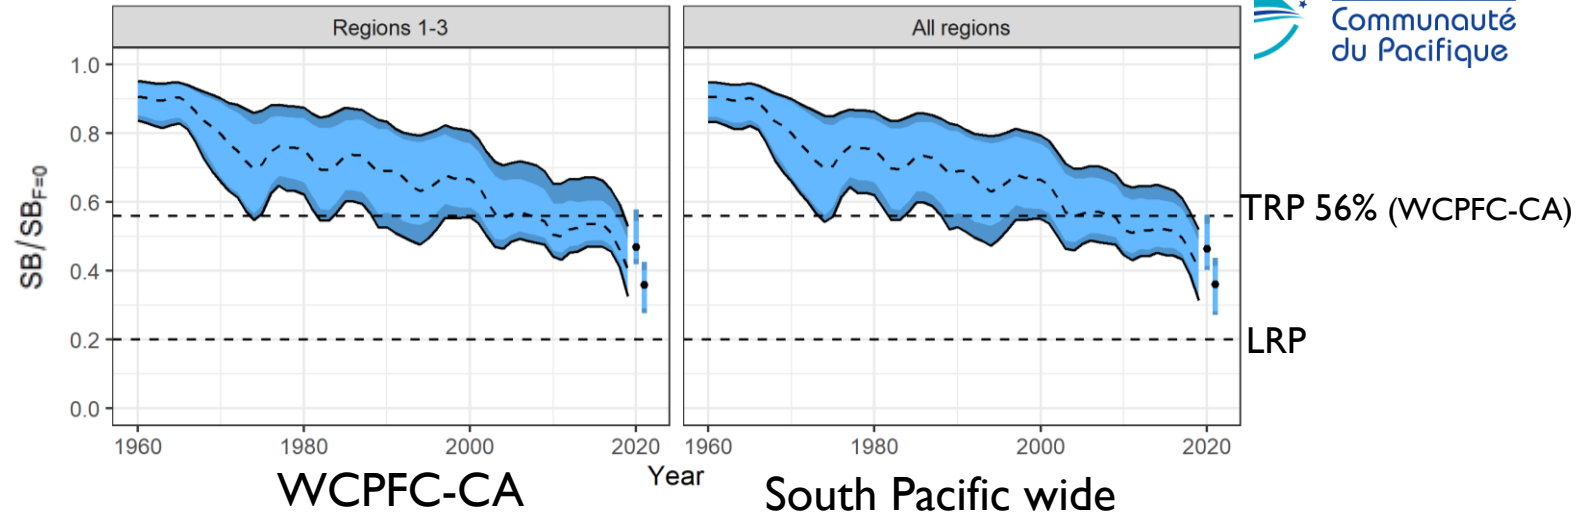 Communauté
du Pacifique
Regions 1-3
All regions
SB/SBF=0
1.0
0.8
0.6
0.4
0.2
0.0
TRP 56% (WCPFC-CA)
LRP
1960 1980 2000 2020
1960 1980 2000 2020
Year
WCPFC-CA
South Pacific wide